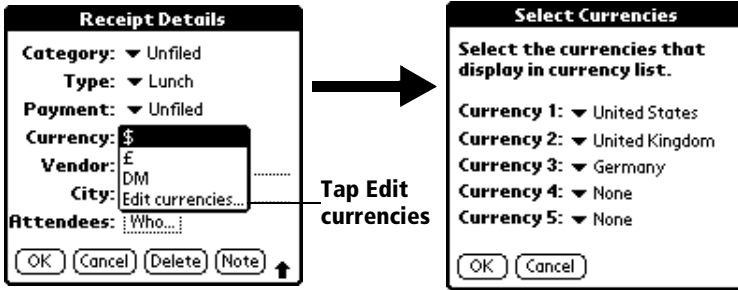 Receipt Details
Category: Unfiled
Type: Lunch
Payment: Unfiled
Currency: $
£
DM
Edit currencies...
Vendor:
City:
Attendees: Who...
OK Cancel Delete Note
Tap Edit
currencies
Select Currencies
Select the currencies that
display in currency list.
Currency 1: United States
Currency 2: United Kingdom
Currency 3: Germany
Currency 4: None
Currency 5: None
OK Cancel